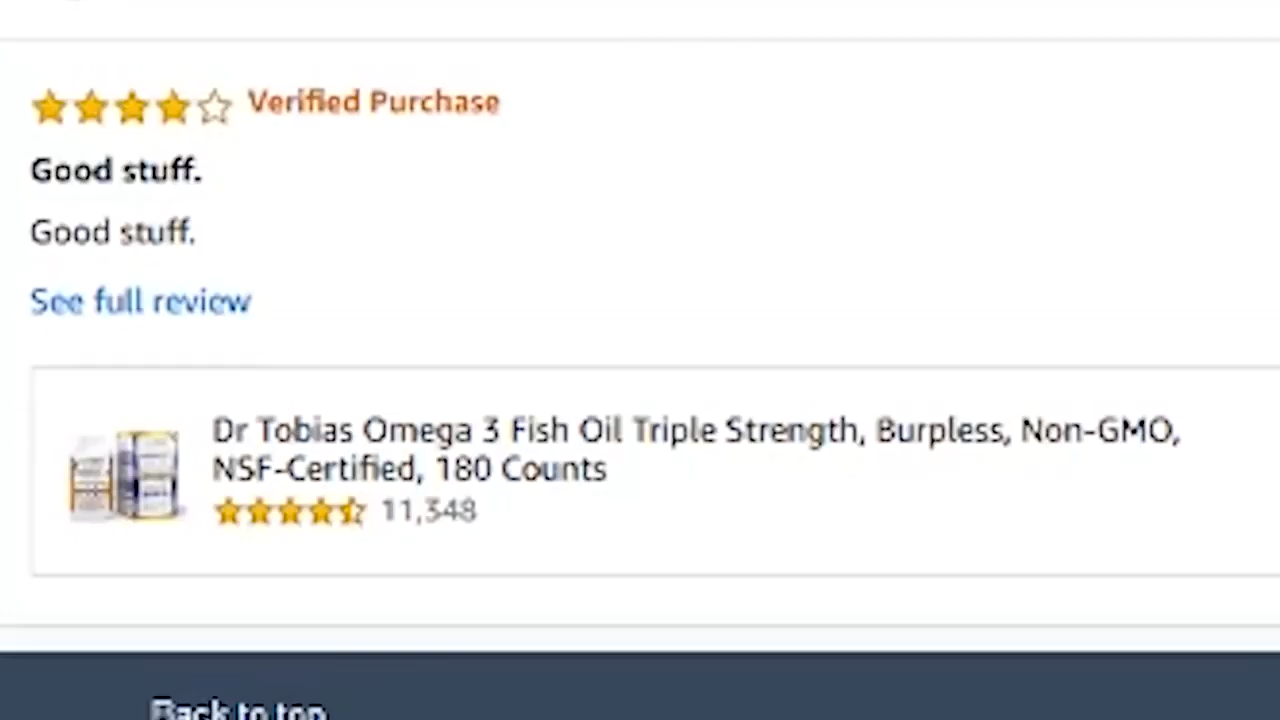 Verified Purchase
Good stuff.
Good stuff.
See full review
Dr Tobias Omega 3 Fish Oil Triple Strength, Burpless, Non-GMO,
NSF-Certified, 180 Counts
11,348
Back to top